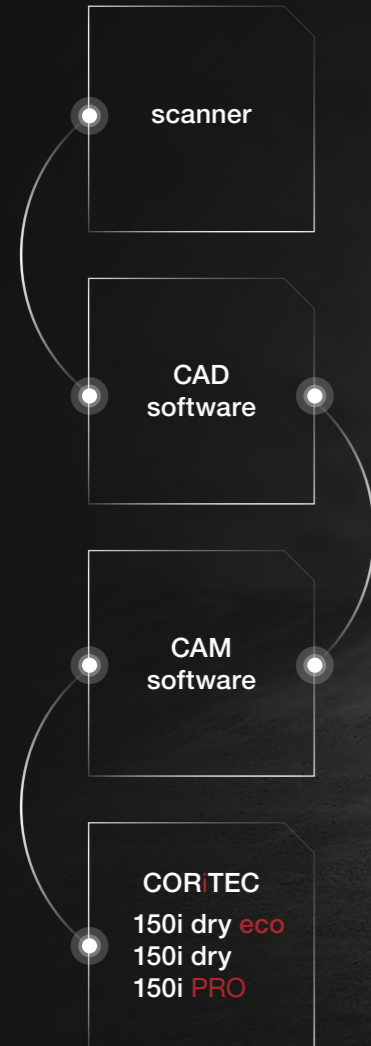 scanner
CAD
software
CAM
software
CORiTEC
150i dry eco
150i dry
150i PRO